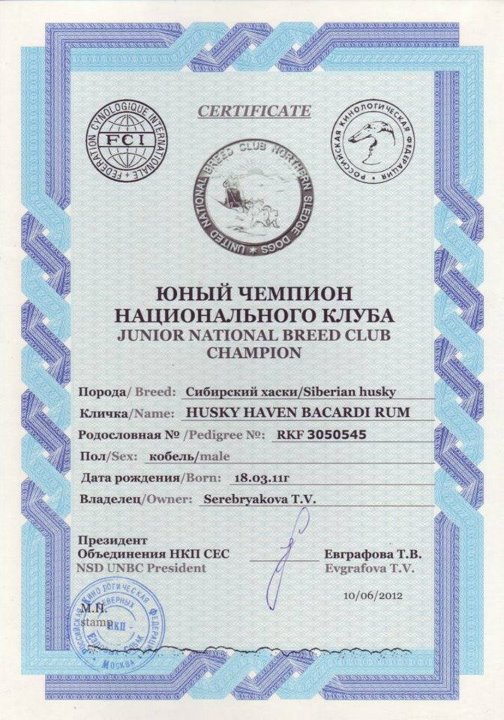 CERTIFICATE
FEDERATION CYNOLOGIQUE INTERNATIONALE
FCI
UNITED NATIONAL BREED CLUB NORTHERN SLEDGE DOGS
РОССИЙСКАЯ КИНОЛОГИЧЕСКАЯ ФЕДЕРАЦИЯ
ЮНЫЙ ЧЕМПИОН
НАЦИОНАЛЬНОГО КЛУБА
JUNIOR NATIONAL BREED CLUB
CHAMPION
Порода/ Breed: Сибирский хаски/Siberian husky
Кличка/Name: HUSKY HAVEN BACARDI RUM
Родословная № /Pedigree №: RKF 3050545
Пол/Sex: кобель/male
Дата рождения/Born: 18.03.11г
Владелец/Owner: Serebryakova T.V.
Президент
Объединения НКП СЕС
NSD UNBC President
Евграфова Т.В.
Evgrafova T.V.
10/06/2012
М.П.
stamp
НКП
МОСКВА